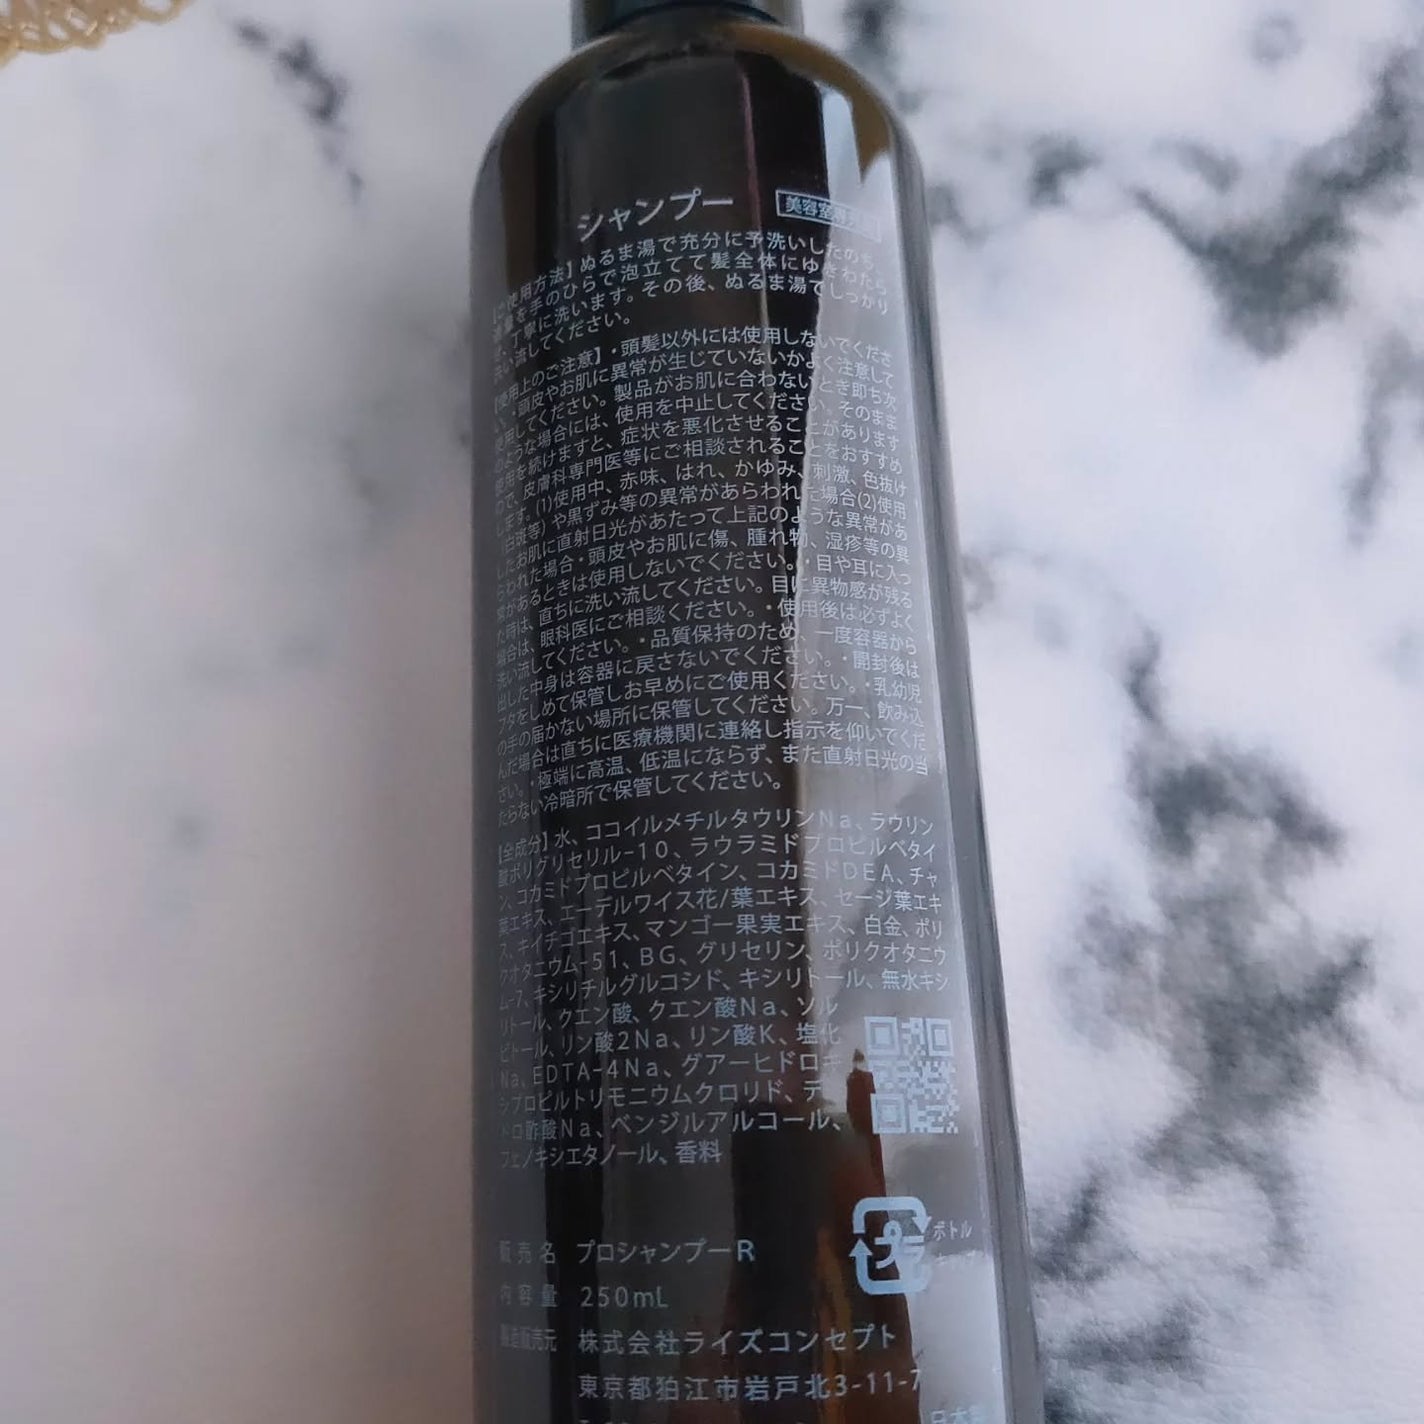 シャンプー 美容室専売品
【ご使用方法】ぬるま湯で充分に予洗いしたのち、
適量を手のひらで泡立てて髪全体にゆきわたら
せ、丁寧に洗います。その後、ぬるま湯でしっかり
洗い流してください。
【使用上のご注意】・頭髪以外には使用しないでくださ
い。・頭皮やお肌に異常が生じていないかよく注意して
使用してください。製品がお肌に合わないとき即ち次
のような場合には、使用を中止してください。そのまま
使用を続けますと、症状を悪化させることがあります
ので、皮膚科専門医等にご相談されることをおすすめ
します。(1)使用中、赤味、はれ、かゆみ、刺激、色抜け
(白斑等)や黒ずみ等の異常があらわれた場合(2)使用
したお肌に直射日光があたって上記のような異常があ
らわれた場合・頭皮やお肌に傷、腫れ物、湿疹等の異
常があるときは使用しないでください。・目や耳に入っ
た時は、直ちに洗い流してください。目に異物感が残る
場合は、眼科医にご相談ください。・使用後は必ずよく
洗い流してください。・品質保持のため、一度容器から
出した中身は容器に戻さないでください。・開封後は
フタをしめて保管しお早めにご使用ください。・乳幼児
の手の届かない場所に保管してください。万一、飲み込
んだ場合は直ちに医療機関に連絡し指示を仰いでくだ
さい。・極端に高温、低温にならず、また直射日光の当
たらない冷暗所で保管してください。
【全成分】水、ココイルメチルタウリンNa、ラウリン
酸ポリグリセリル-10、ラウラミドプロピルベタイ
ン、コカミドプロピルベタイン、コカミドDEA、チャ
葉エキス、エーデルワイス花/葉エキス、セージ葉エキ
ス、キイチゴエキス、マンゴー果実エキス、白金、ポリ
クオタニウム-51、BG、グリセリン、ポリクオタニウ
ム-7、キシリチルグルコシド、キシリトール、無水キシ
リトール、クエン酸、クエン酸Na、ソル
ビトール、リン酸2Na、リン酸K、塩化
Na、EDTA-4Na、グアーヒドロキ
シプロピルトリモニウムクロリド、デ
ヒドロ酢酸Na、ベンジルアルコール、
フェノキシエタノール、香料
販売名 プロシャンプーR
プラ ボトル
内容量 250mL
製造販売元 株式会社ライズコンセプト
東京都狛江市岩戸北3-11-7